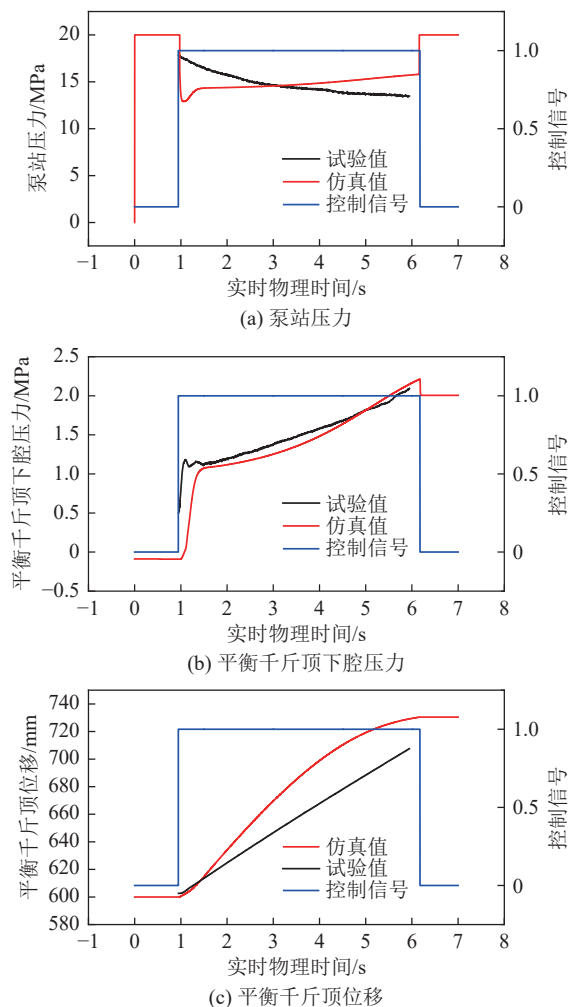 20
15
10
5
0
泵站压力/MPa
1.0
0.5
0
控制信号
试验值
仿真值
控制信号
−1 0 1 2 3 4 5 6 7 8
实时物理时间/s
(a) 泵站压力
2.5
2.0
1.5
1.0
0.5
0
−0.5
平衡千斤顶下腔压力/MPa
1.0
0.5
0
控制信号
试验值
仿真值
控制信号
−1 0 1 2 3 4 5 6 7 8
实时物理时间/s
(b) 平衡千斤顶下腔压力
740
720
700
680
660
640
620
600
580
平衡千斤顶位移/mm
1.0
0.5
0
控制信号
仿真值
试验值
控制信号
−1 0 1 2 3 4 5 6 7 8
实时物理时间/s
(c) 平衡千斤顶位移